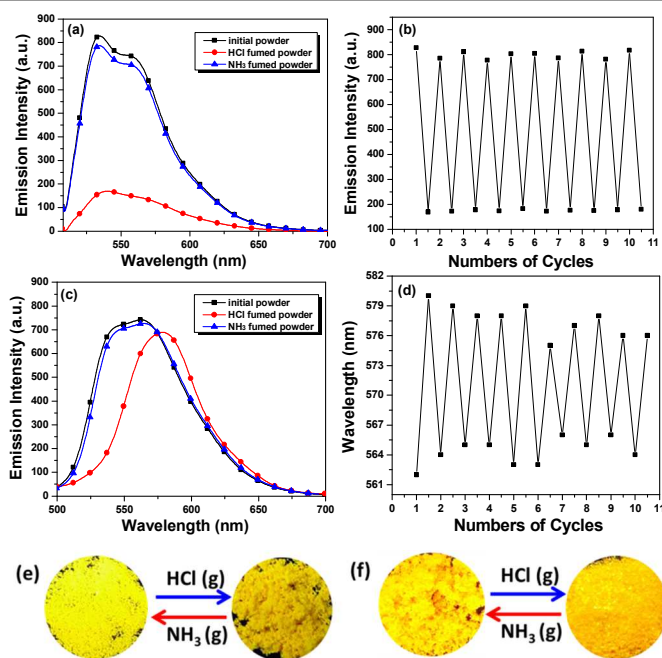 (a)
initial powder
HCl fumed powder
NH₃ fumed powder
Emission Intensity (a.u.)
900
800
700
600
500
400
300
200
100
0
550 600 650 700
Wavelength (nm)
(b)
Emission Intensity (a.u.)
900
800
700
600
500
400
300
200
100
0 1 2 3 4 5 6 7 8 9 10 11
Numbers of Cycles
(c)
initial powder
HCl fumed powder
NH₃ fumed powder
Emission Intensity (a.u.)
900
800
700
600
500
400
300
200
100
0
500 550 600 650 700
Wavelength (nm)
(d)
Wavelength (nm)
582
579
576
573
570
567
564
561
0 1 2 3 4 5 6 7 8 9 10 11
Numbers of Cycles
(e)
HCl (g)
NH₃ (g)
(f)
HCl (g)
NH₃ (g)